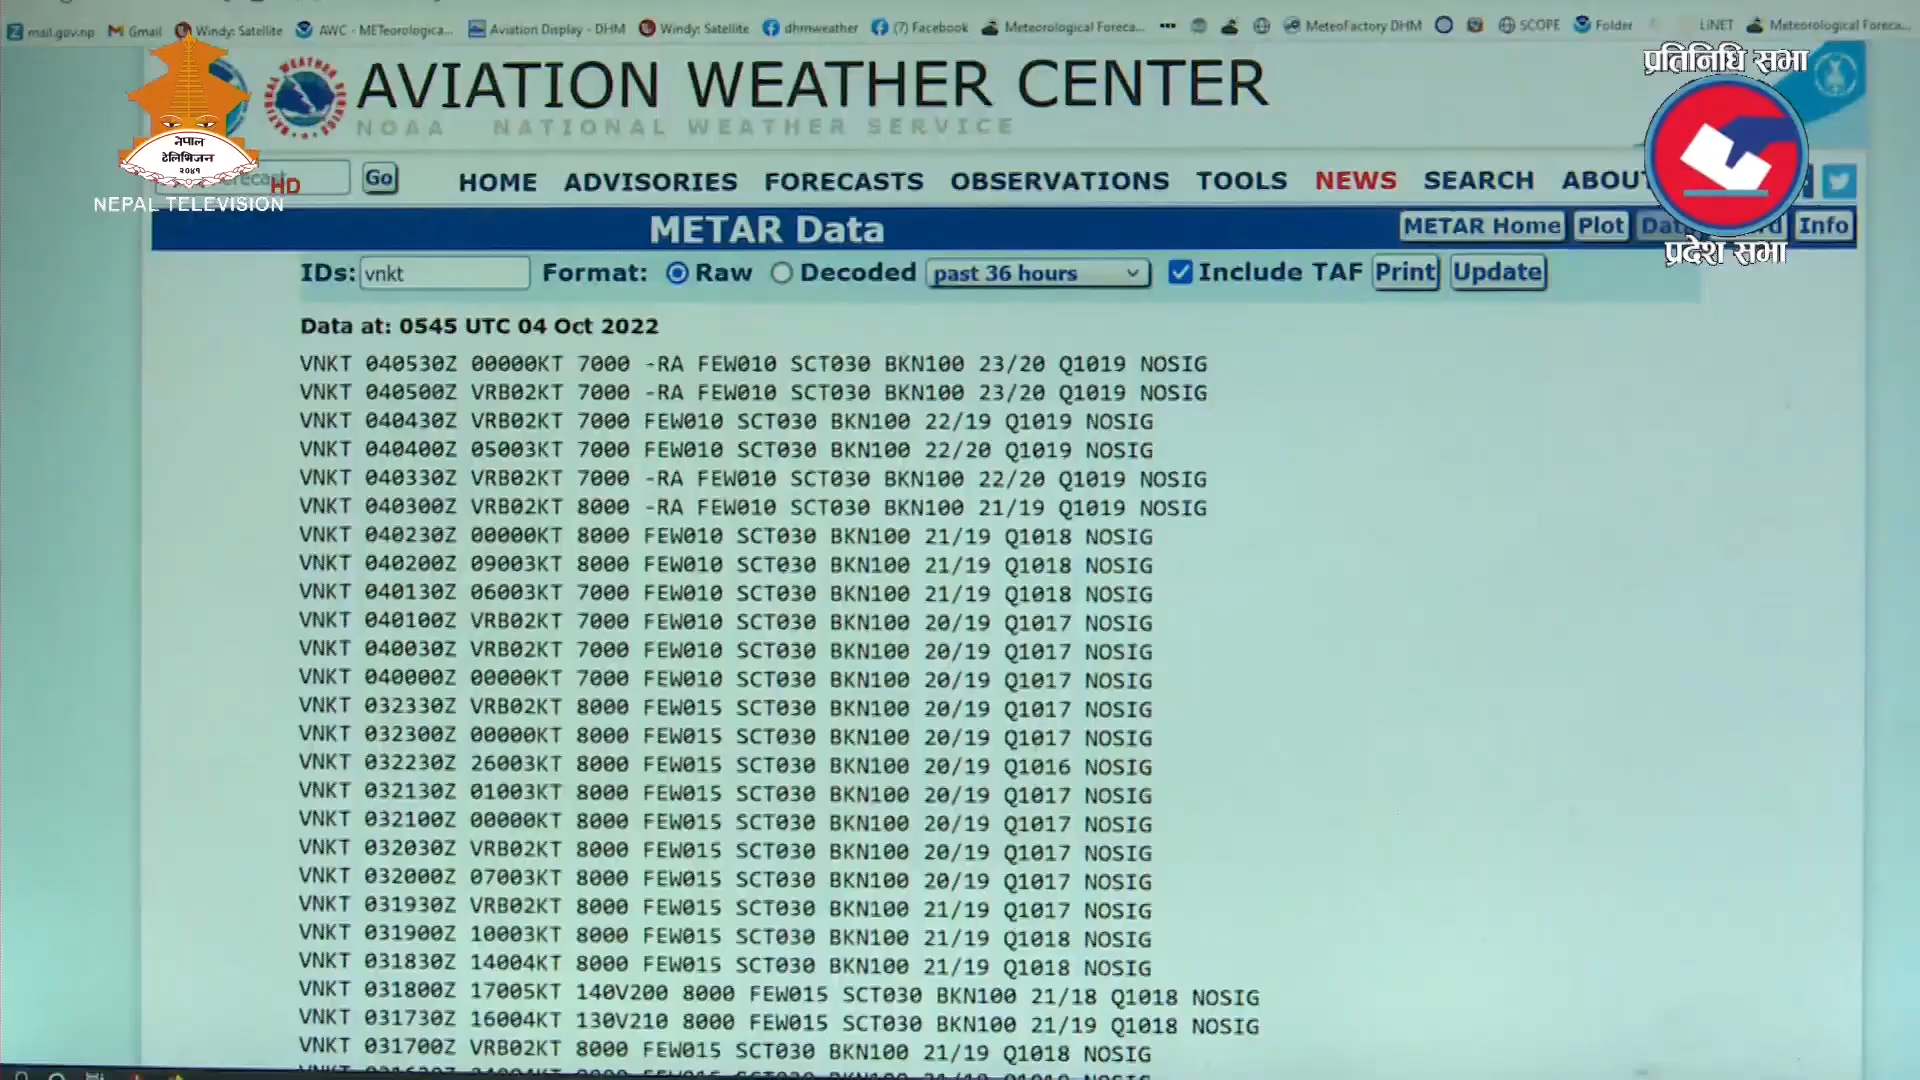 mail.gov.np Gmail Windy: Satellite AWC - METeorologica... Aviation Display - DHM Windy: Satellite dhmweather (7) Facebook Meteorological Foreca... MeteoFactory DHM SCOPE Folder LiNET Meteorological Foreca...
प्रतिनिधि सभा
AVIATION WEATHER CENTER
NOAA NATIONAL WEATHER SERVICE
नेपाल
टेलिभिजन
२०४१
HD
NEPAL TELEVISION
Go HOME ADVISORIES FORECASTS OBSERVATIONS TOOLS NEWS SEARCH ABOUT
METAR Data METAR Home Plot Data Info
प्रदेश सभा
IDs: vnkt Format: Raw Decoded past 36 hours Include TAF Print Update
Data at: 0545 UTC 04 Oct 2022
VNKT 040530Z 00000KT 7000 -RA FEW010 SCT030 BKN100 23/20 Q1019 NOSIG
VNKT 040500Z VRB02KT 7000 -RA FEW010 SCT030 BKN100 23/20 Q1019 NOSIG
VNKT 040430Z VRB02KT 7000 FEW010 SCT030 BKN100 22/19 Q1019 NOSIG
VNKT 040400Z 05003KT 7000 FEW010 SCT030 BKN100 22/20 Q1019 NOSIG
VNKT 040330Z VRB02KT 7000 -RA FEW010 SCT030 BKN100 22/20 Q1019 NOSIG
VNKT 040300Z VRB02KT 8000 -RA FEW010 SCT030 BKN100 21/19 Q1019 NOSIG
VNKT 040230Z 00000KT 8000 FEW010 SCT030 BKN100 21/19 Q1018 NOSIG
VNKT 040200Z 09003KT 8000 FEW010 SCT030 BKN100 21/19 Q1018 NOSIG
VNKT 040130Z 06003KT 7000 FEW010 SCT030 BKN100 21/19 Q1018 NOSIG
VNKT 040100Z VRB02KT 7000 FEW010 SCT030 BKN100 20/19 Q1017 NOSIG
VNKT 040030Z VRB02KT 7000 FEW010 SCT030 BKN100 20/19 Q1017 NOSIG
VNKT 040000Z 00000KT 7000 FEW010 SCT030 BKN100 20/19 Q1017 NOSIG
VNKT 032330Z VRB02KT 8000 FEW015 SCT030 BKN100 20/19 Q1017 NOSIG
VNKT 032300Z 00000KT 8000 FEW015 SCT030 BKN100 20/19 Q1017 NOSIG
VNKT 032230Z 26003KT 8000 FEW015 SCT030 BKN100 20/19 Q1016 NOSIG
VNKT 032130Z 01003KT 8000 FEW015 SCT030 BKN100 20/19 Q1017 NOSIG
VNKT 032100Z 00000KT 8000 FEW015 SCT030 BKN100 20/19 Q1017 NOSIG
VNKT 032030Z VRB02KT 8000 FEW015 SCT030 BKN100 20/19 Q1017 NOSIG
VNKT 032000Z 07003KT 8000 FEW015 SCT030 BKN100 20/19 Q1017 NOSIG
VNKT 031930Z VRB02KT 8000 FEW015 SCT030 BKN100 21/19 Q1017 NOSIG
VNKT 031900Z 10003KT 8000 FEW015 SCT030 BKN100 21/19 Q1018 NOSIG
VNKT 031830Z 14004KT 8000 FEW015 SCT030 BKN100 21/19 Q1018 NOSIG
VNKT 031800Z 17005KT 140V200 8000 FEW015 SCT030 BKN100 21/18 Q1018 NOSIG
VNKT 031730Z 16004KT 130V210 8000 FEW015 SCT030 BKN100 21/19 Q1018 NOSIG
VNKT 031700Z VRB02KT 8000 FEW015 SCT030 BKN100 21/19 Q1018 NOSIG